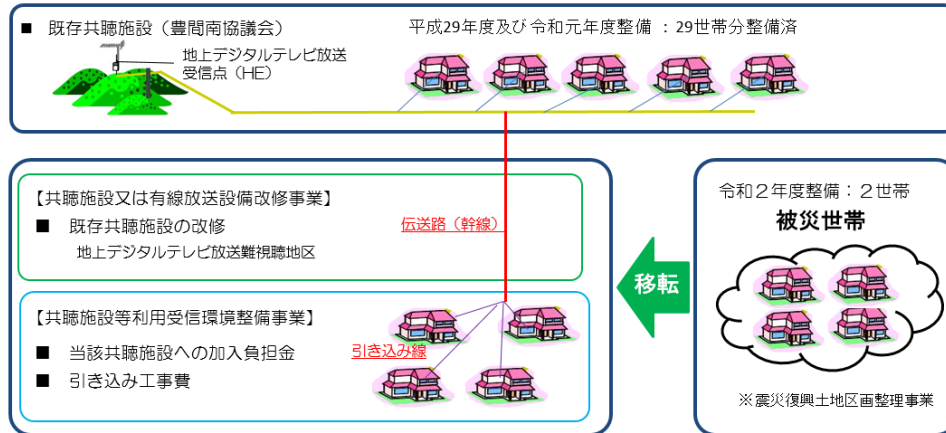 ■ 既存共聴施設（豊間南協議会）
地上デジタルテレビ放送
受信点（HE）
平成29年度及び令和元年度整備 ：29世帯分整備済
【共聴施設又は有線放送設備改修事業】
■ 既存共聴施設の改修
地上デジタルテレビ放送難視聴地区
伝送路（幹線）
【共聴施設等利用受信環境整備事業】
■ 当該共聴施設への加入負担金
■ 引き込み工事費
引き込み線
移転
令和２年度整備：２世帯
被災世帯
※震災復興土地区画整理事業